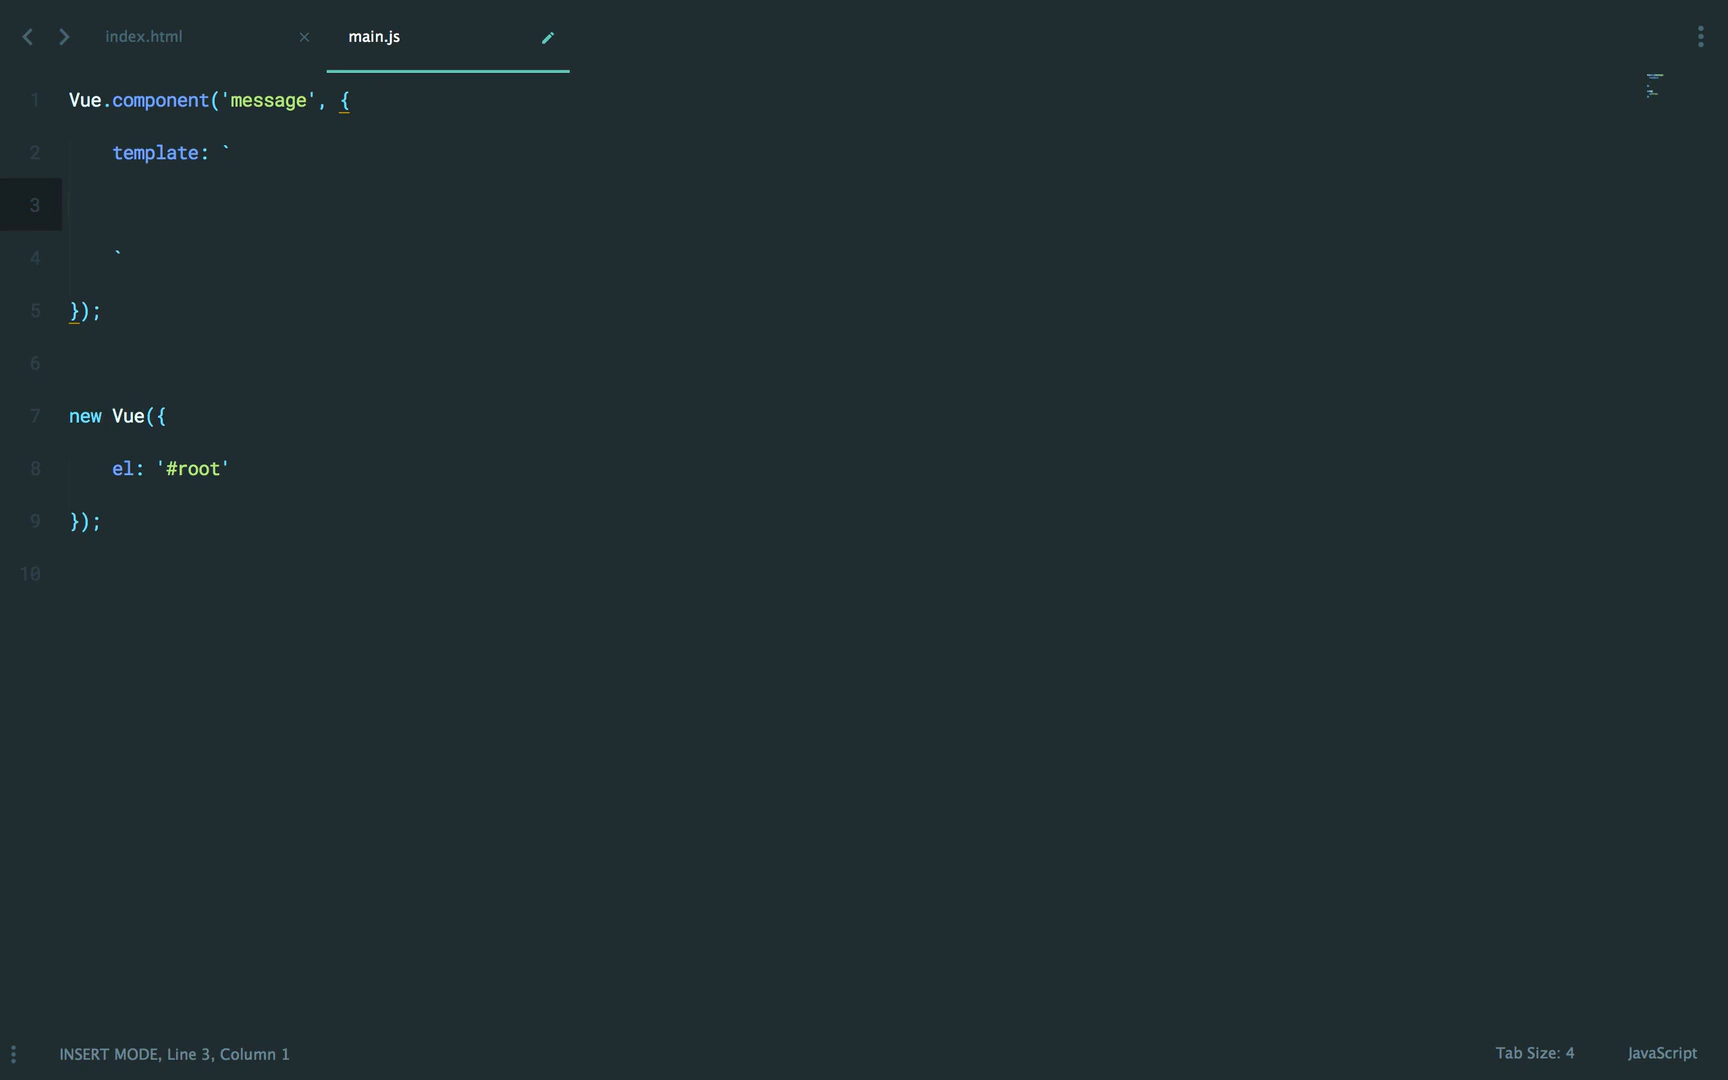 index.html
main.js
1 Vue.component('message', {
2     template: `
3
4     `
5 });
6
7 new Vue({
8     el: '#root'
9 });
10
INSERT MODE, Line 3, Column 1
Tab Size: 4
JavaScript